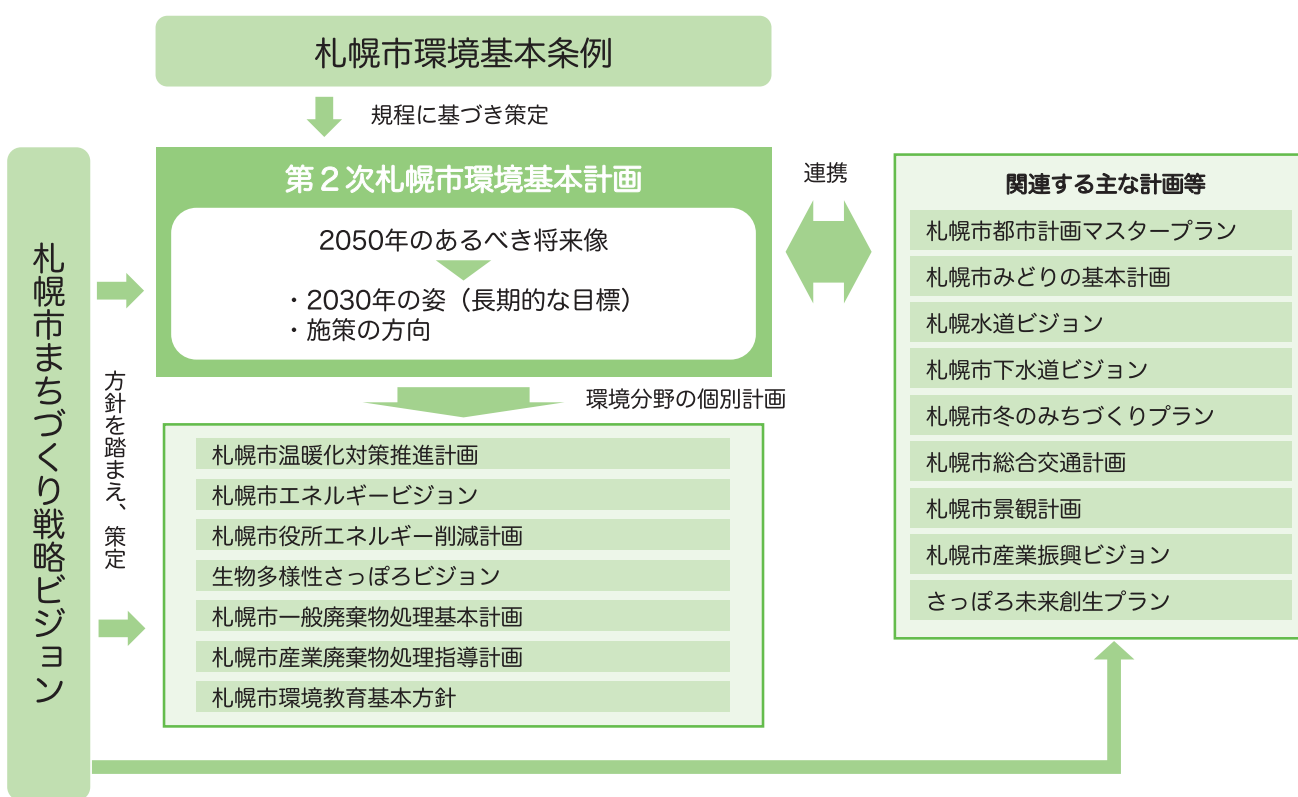 札幌市環境基本条例
規程に基づき策定
札幌市まちづくり戦略ビジョン
方針を踏まえ、策定
第2次札幌市環境基本計画
2050年のあるべき将来像
・2030年の姿（長期的な目標）
・施策の方向
連携
環境分野の個別計画
札幌市温暖化対策推進計画
札幌市エネルギービジョン
札幌市役所エネルギー削減計画
生物多様性さっぽろビジョン
札幌市一般廃棄物処理基本計画
札幌市産業廃棄物処理指導計画
札幌市環境教育基本方針
関連する主な計画等
札幌市都市計画マスタープラン
札幌市みどりの基本計画
札幌水道ビジョン
札幌市下水道ビジョン
札幌市冬のみちづくりプラン
札幌市総合交通計画
札幌市景観計画
札幌市産業振興ビジョン
さっぽろ未来創生プラン